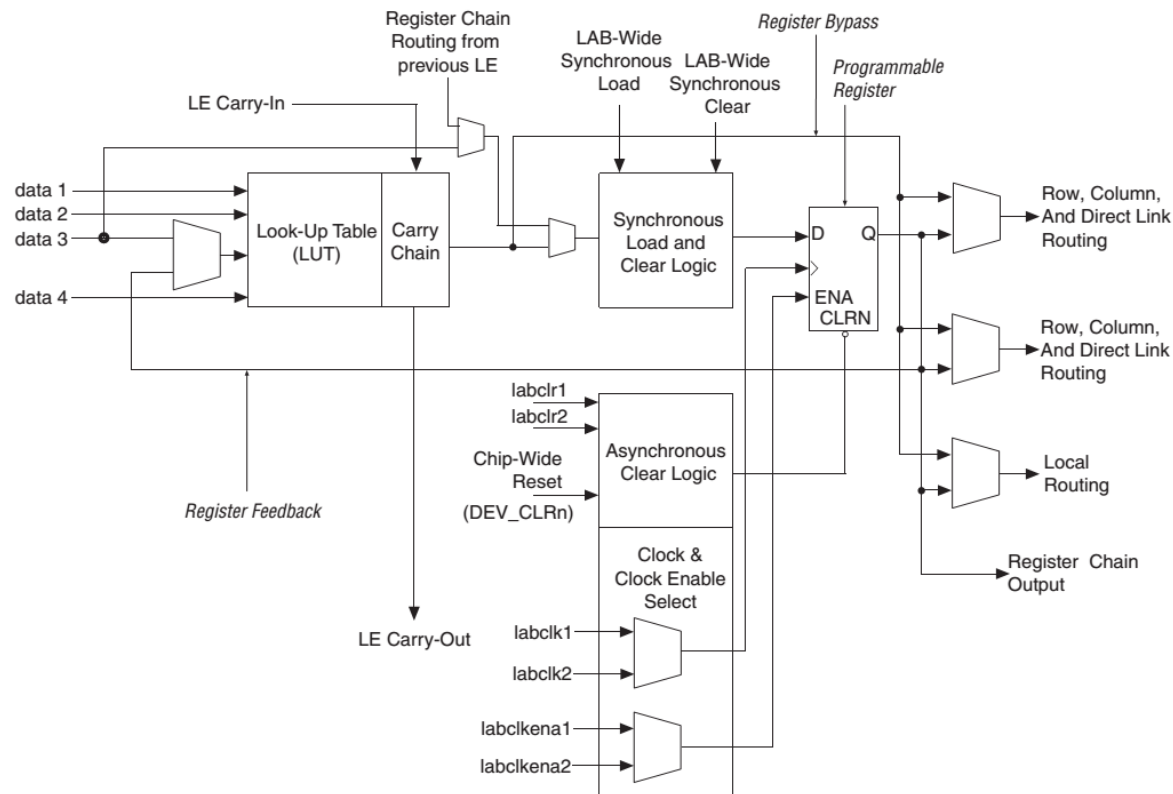 Register Chain
Routing from
previous LE
LE Carry-In
LAB-Wide
Synchronous
Load
LAB-Wide
Synchronous
Clear
Register Bypass
Programmable
Register
data 1
data 2
data 3
data 4
Look-Up Table
(LUT)
Carry
Chain
Synchronous
Load and
Clear Logic
D
Q
ENA
CLRN
Row, Column,
And Direct Link
Routing
Row, Column,
And Direct Link
Routing
Local
Routing
Register Chain
Output
Register Feedback
labclr1
labclr2
Chip-Wide
Reset
(DEV_CLRn)
Asynchronous
Clear Logic
Clock &
Clock Enable
Select
LE Carry-Out
labclk1
labclk2
labclkena1
labclkena2